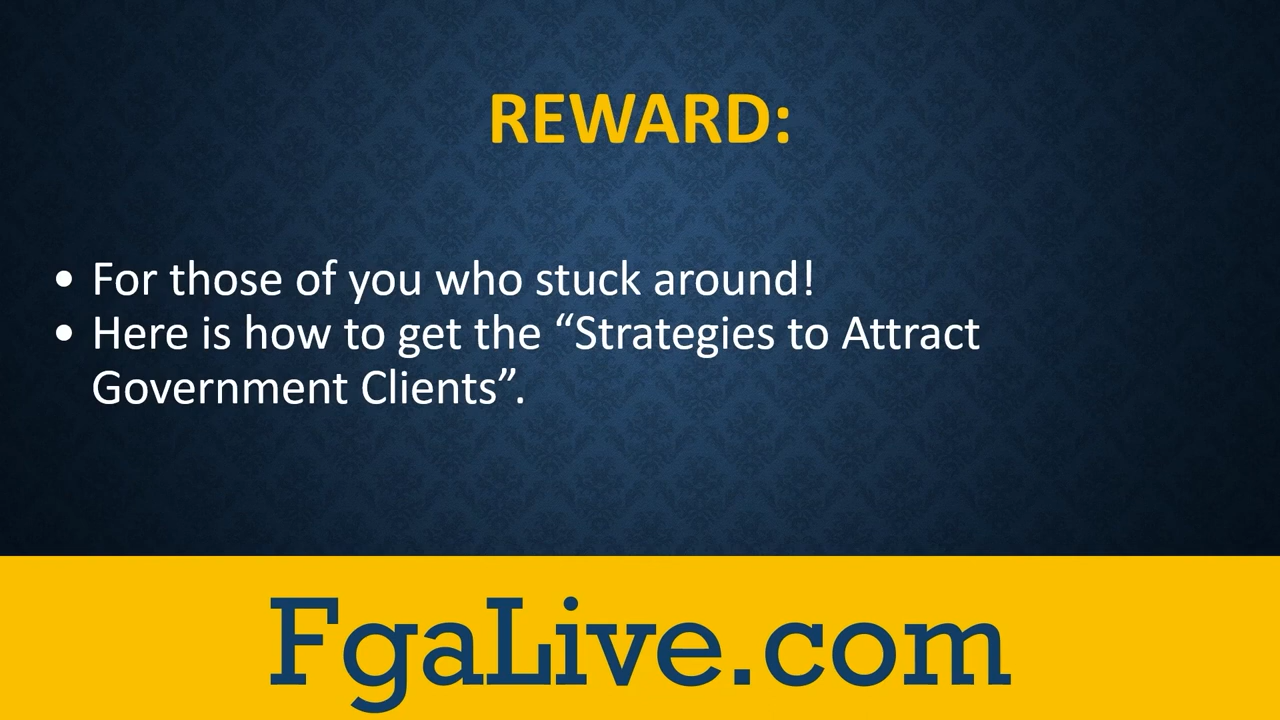 REWARD:
• For those of you who stuck around!
• Here is how to get the “Strategies to Attract
Government Clients”.
FgaLive.com